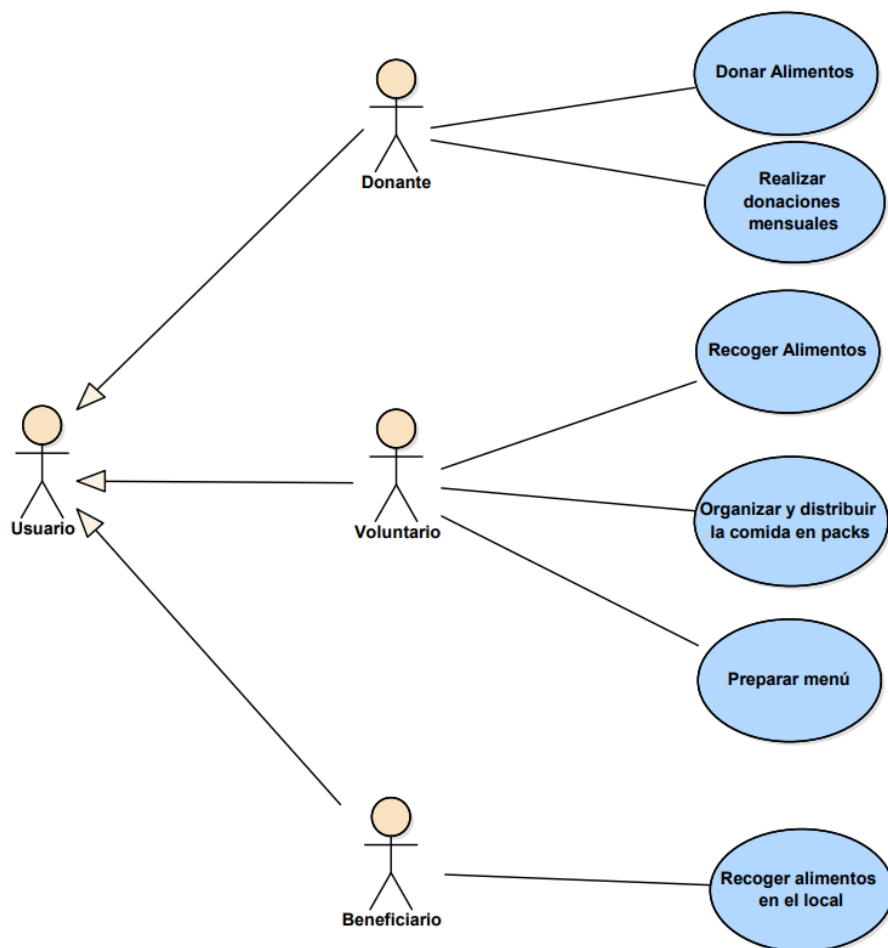 Donar Alimentos
Donante
Realizar
donaciones
mensuales
Recoger Alimentos
Usuario
Voluntario
Organizar y distribuir
la comida en packs
Preparar menú
Beneficiario
Recoger alimentos
en el local